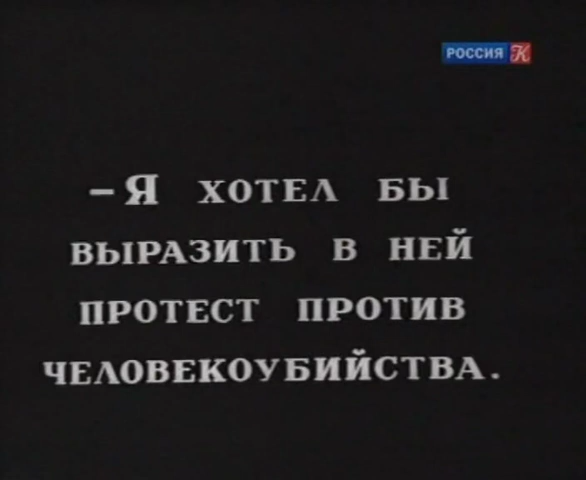 РОССИЯ К
– Я ХОТЕЛ БЫ
ВЫРАЗИТЬ В НЕЙ
ПРОТЕСТ ПРОТИВ
ЧЕЛОВЕКОУБИЙСТВА.